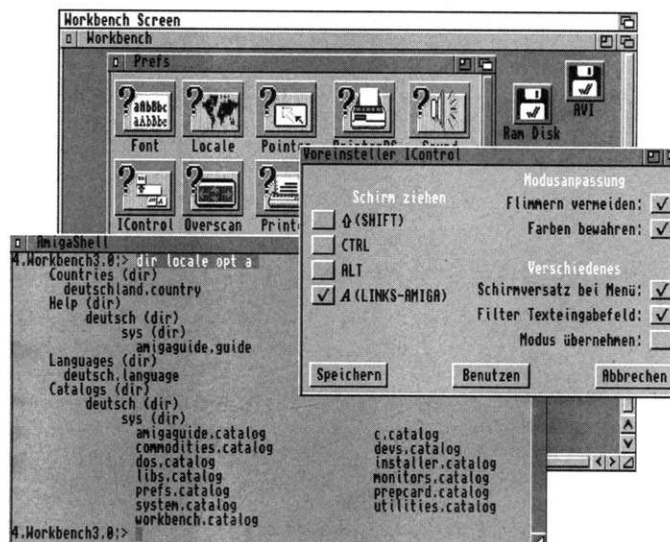 Workbench Screen
Workbench
Prefs
Font
Locale
Pointer
PrinterPS
Sound
Ram Disk
AVI
IControl
Overscan
Voreinsteller IControl
Schirm ziehen
⇧ (SHIFT)
CTRL
ALT
A (LINKS-AMIGA)
Modusanpassung
Flimmern vermeiden:
Farben bewahren:
Verschiedenes
Schirmversatz bei Menü:
Filter Texteingabefeld:
Modus übernehmen:
Speichern
Benutzen
Abbrechen
AmigaShell
4.Workbench3.0:> dir locale opt a
Countries (dir)
deutschland.country
Help (dir)
deutsch (dir)
sys (dir)
amigaguide.guide
Languages (dir)
deutsch.language
Catalogs (dir)
deutsch (dir)
sys (dir)
amigaguide.catalog c.catalog
commodities.catalog devs.catalog
dos.catalog installer.catalog
libs.catalog monitors.catalog
prefs.catalog prepcard.catalog
system.catalog utilities.catalog
workbench.catalog
4.Workbench3.0:>